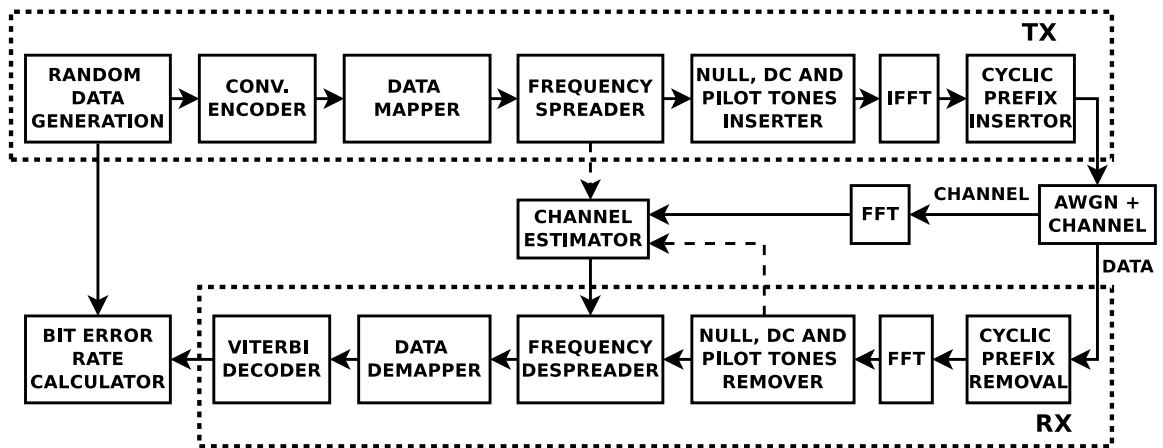 TX
RANDOM
DATA
GENERATION
CONV.
ENCODER
DATA
MAPPER
FREQUENCY
SPREADER
NULL, DC AND
PILOT TONES
INSERTER
IFFT
CYCLIC
PREFIX
INSERTOR
CHANNEL
ESTIMATOR
FFT
CHANNEL
AWGN +
CHANNEL
DATA
BIT ERROR
RATE
CALCULATOR
VITERBI
DECODER
DATA
DEMAPPER
FREQUENCY
DESPREADER
NULL, DC AND
PILOT TONES
REMOVER
FFT
CYCLIC
PREFIX
REMOVAL
RX